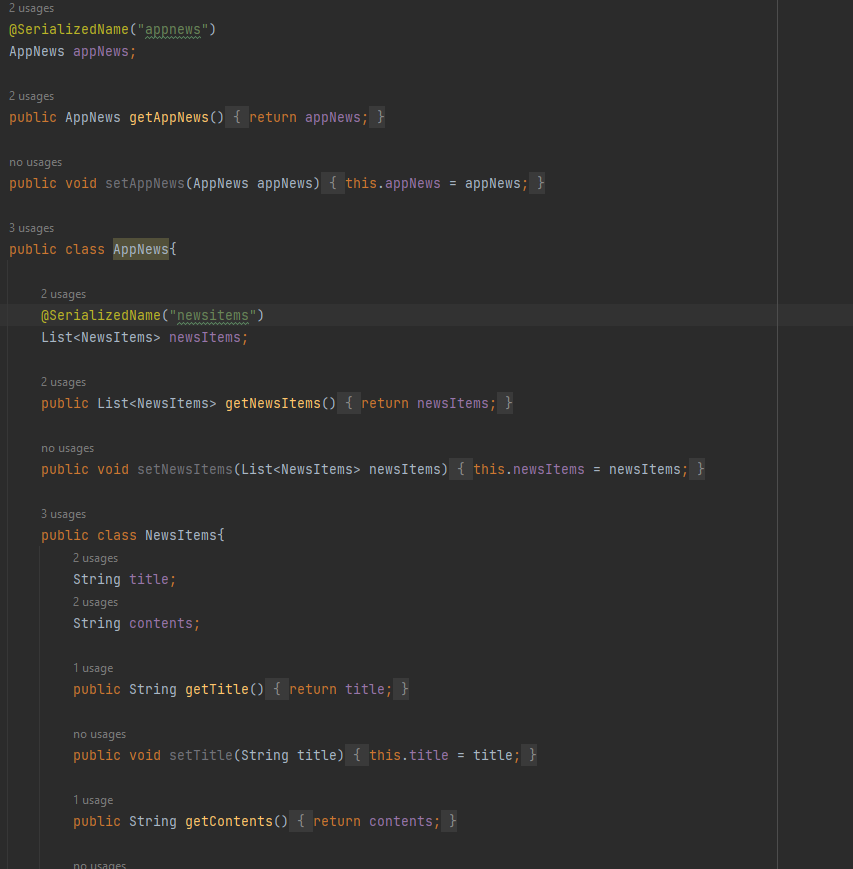 2 usages
@SerializedName("appnews")
AppNews appNews;
2 usages
public AppNews getAppNews() { return appNews; }
no usages
public void setAppNews(AppNews appNews) { this.appNews = appNews; }
3 usages
public class AppNews{
2 usages
@SerializedName("newsitems")
List<NewsItems> newsItems;
2 usages
public List<NewsItems> getNewsItems() { return newsItems; }
no usages
public void setNewsItems(List<NewsItems> newsItems) { this.newsItems = newsItems; }
3 usages
public class NewsItems{
2 usages
String title;
2 usages
String contents;
1 usage
public String getTitle() { return title; }
no usages
public void setTitle(String title) { this.title = title; }
1 usage
public String getContents() { return contents; }
no usages